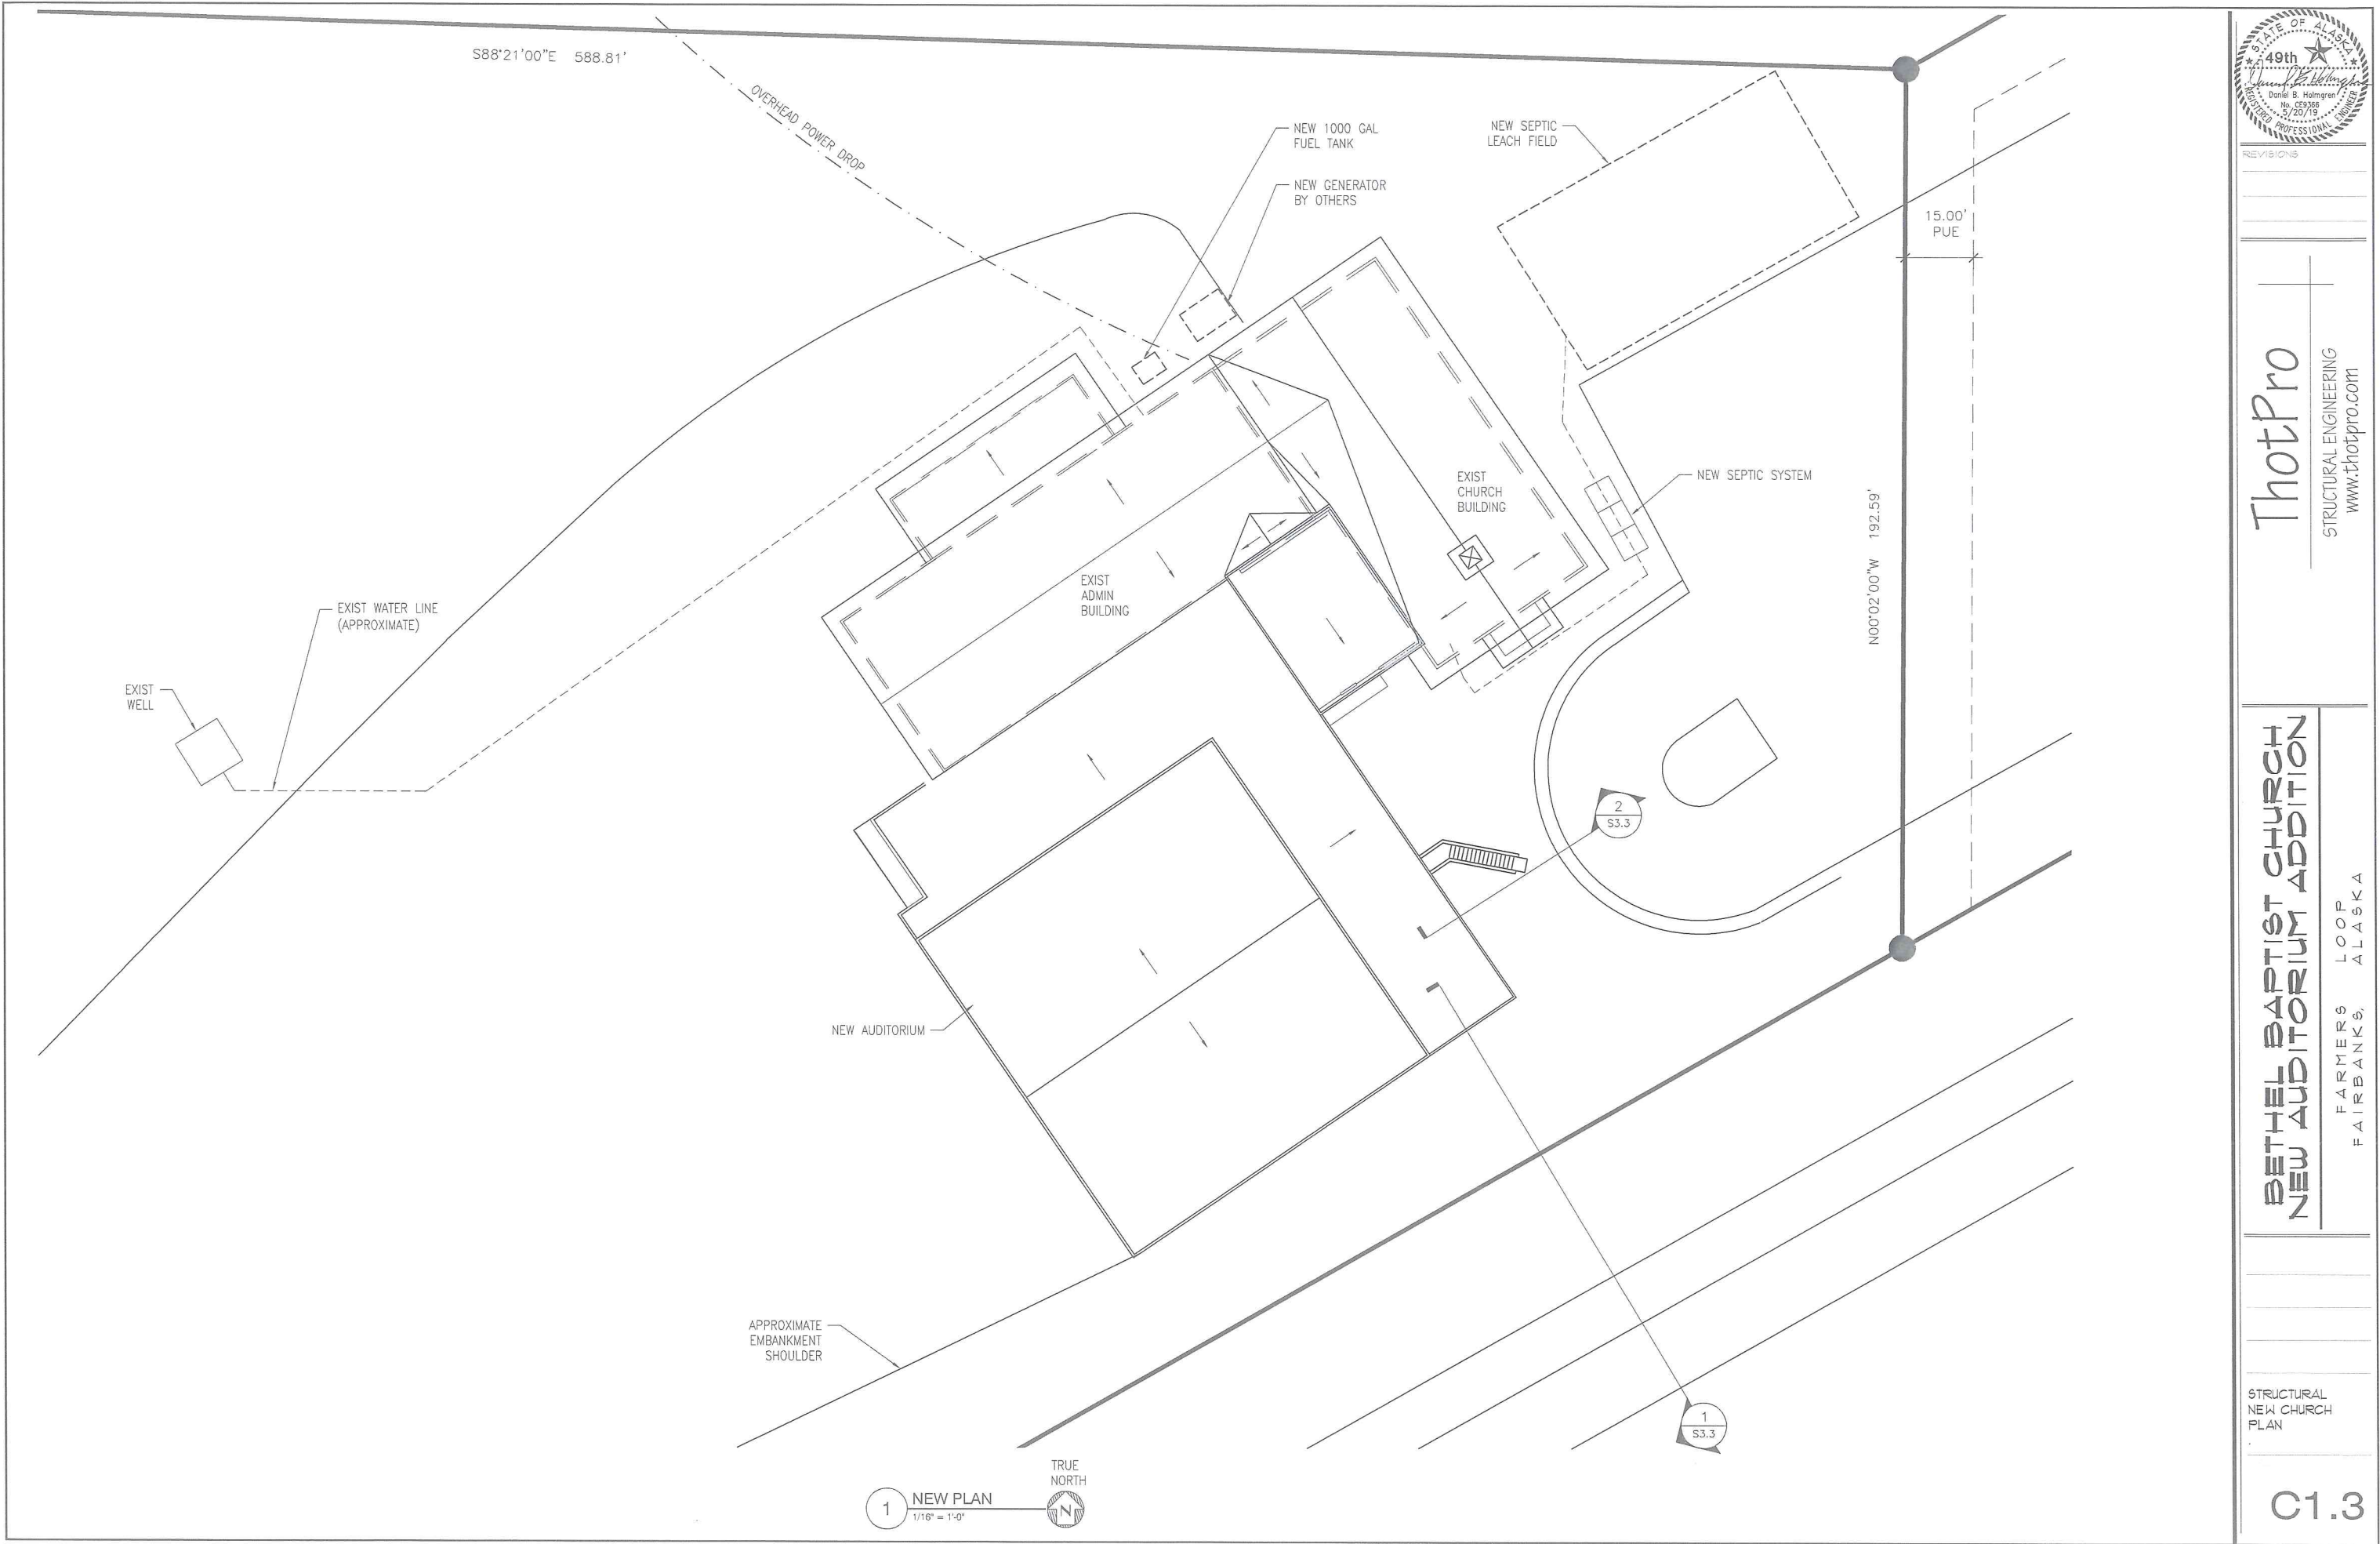 S88°21'00"E 588.81'
OVERHEAD POWER DROP
NEW 1000 GAL
FUEL TANK
NEW GENERATOR
BY OTHERS
NEW SEPTIC
LEACH FIELD
15.00'
PUE
EXIST
CHURCH
BUILDING
NEW SEPTIC SYSTEM
N00°02'00"W 192.59'
EXIST
ADMIN
BUILDING
EXIST WATER LINE
(APPROXIMATE)
EXIST
WELL
2
S3.3
NEW AUDITORIUM
APPROXIMATE
EMBANKMENT
SHOULDER
1
S3.3
TRUE
NORTH
N
1
NEW PLAN
1/16" = 1'-0"
STATE OF ALASKA
49th
Daniel B. Holmgren
No. CE9366
5/20/19
REGISTERED PROFESSIONAL ENGINEER
REVISIONS
ThotPro
STRUCTURAL ENGINEERING
www.thotpro.com
BETHEL BAPTIST CHURCH
NEW AUDITORIUM ADDITION
FARMERS LOOP
FAIRBANKS, ALASKA
STRUCTURAL
NEW CHURCH
PLAN
C1.3